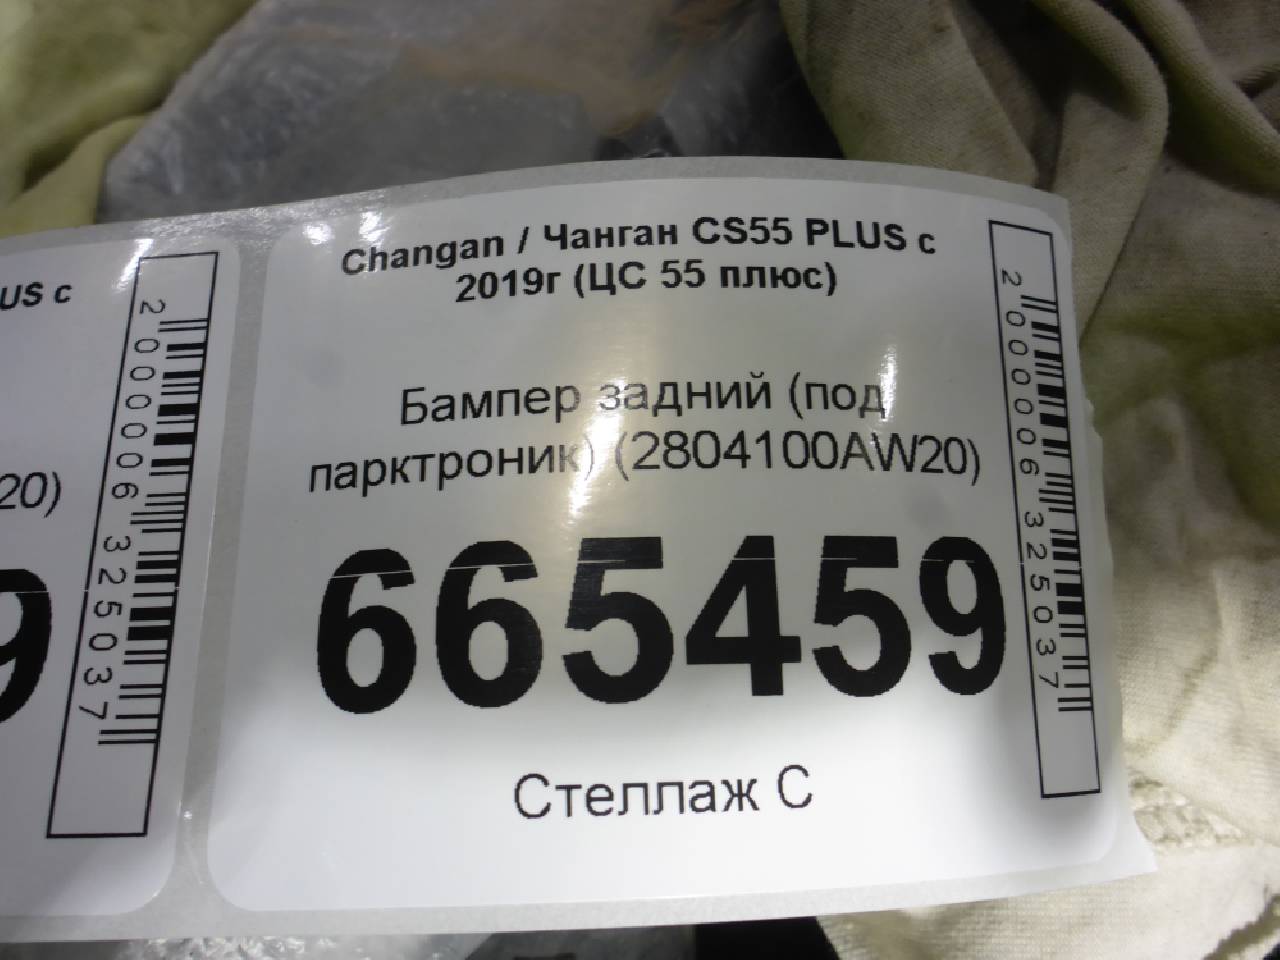 Changan / Чанган CS55 PLUS с
2019г (ЦС 55 плюс)
Бампер задний (под
парктроник) (2804100AW20)
665459
Стеллаж С
2000006325037
US с
20)
9
2000006325037